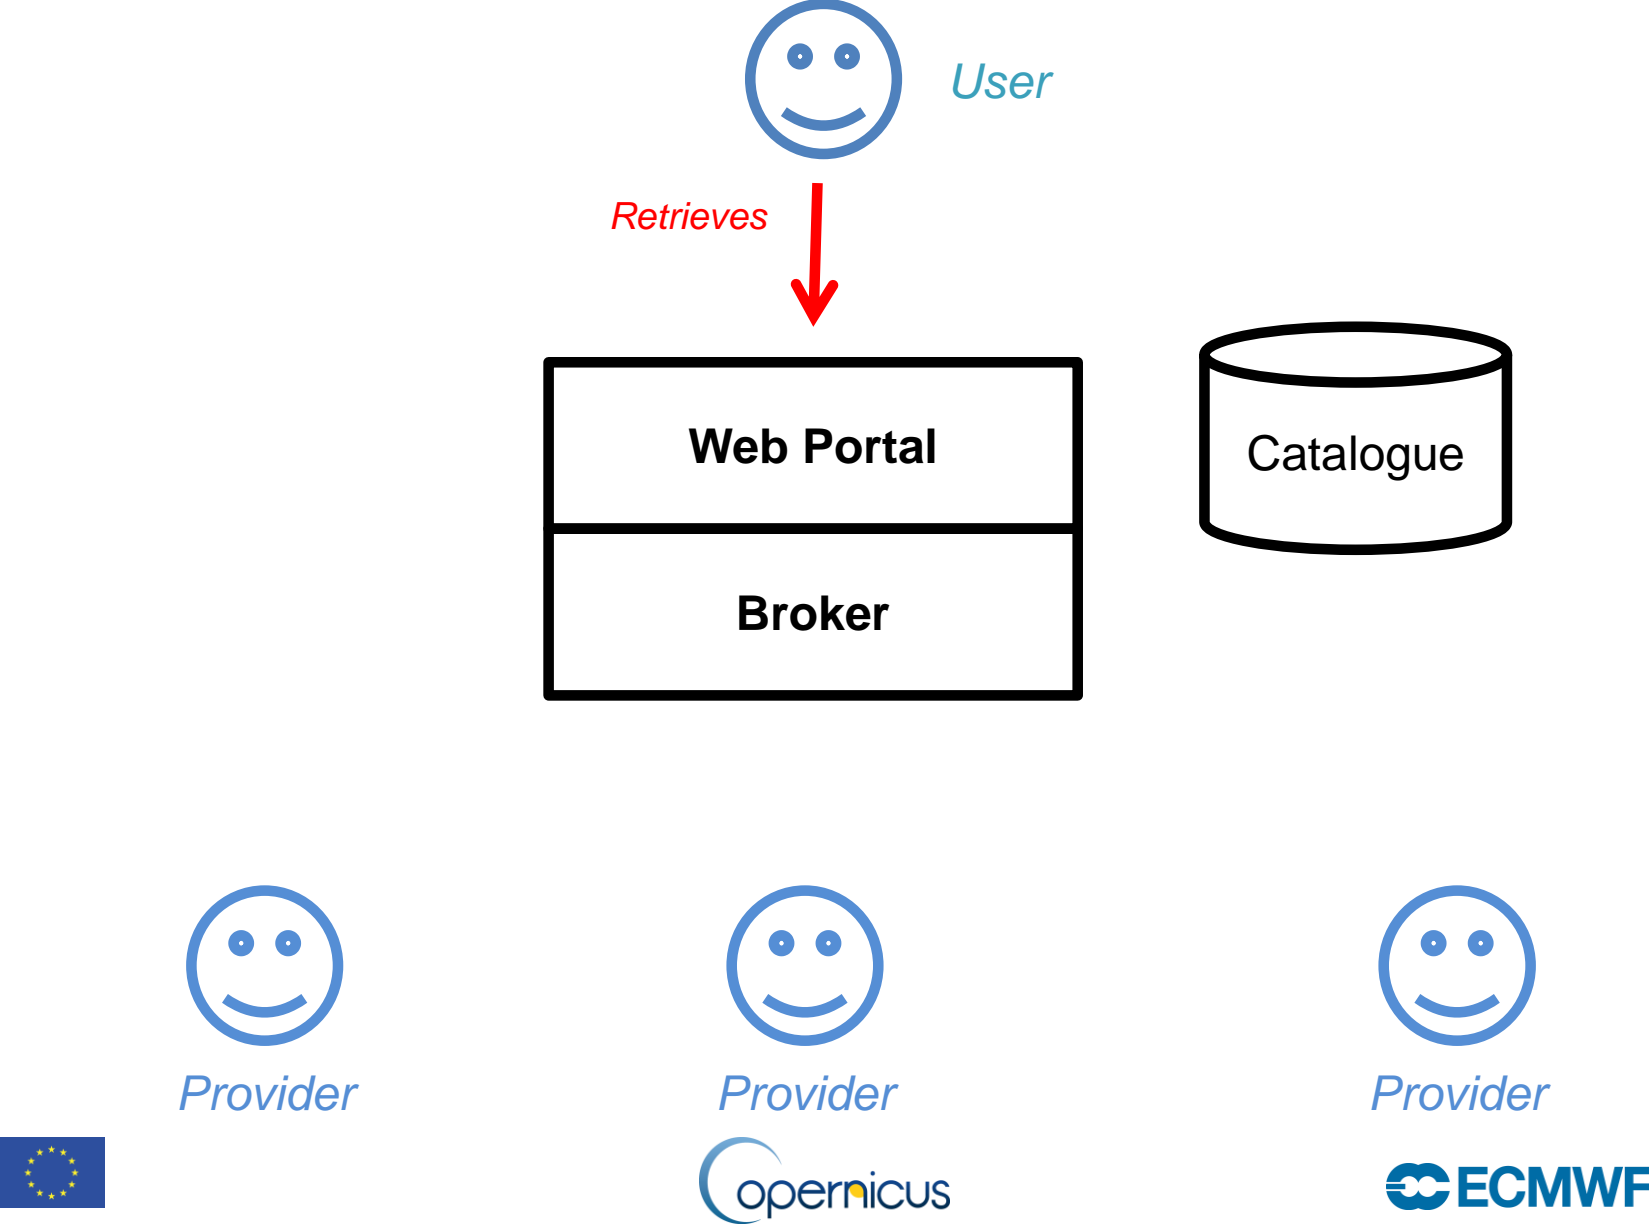 User
Retrieves
Web Portal
Catalogue
Broker
Provider
Provider
Provider
opernicus
ECMWF